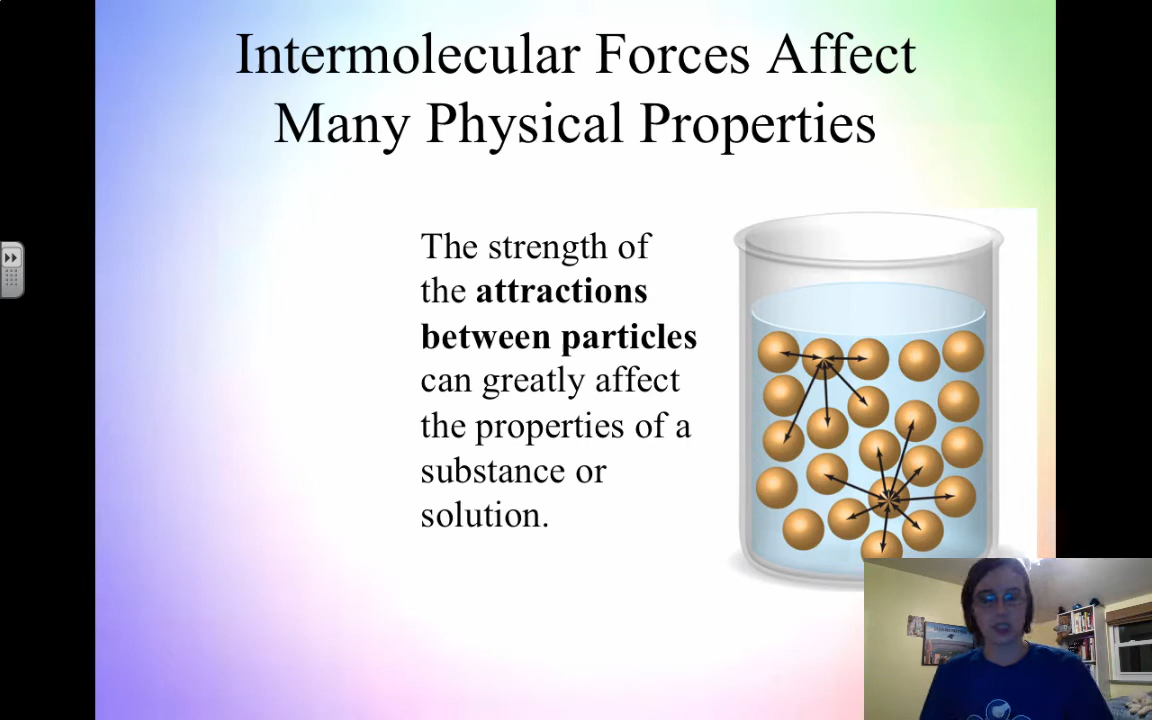 Intermolecular Forces Affect
Many Physical Properties
The strength of
the attractions
between particles
can greatly affect
the properties of a
substance or
solution.